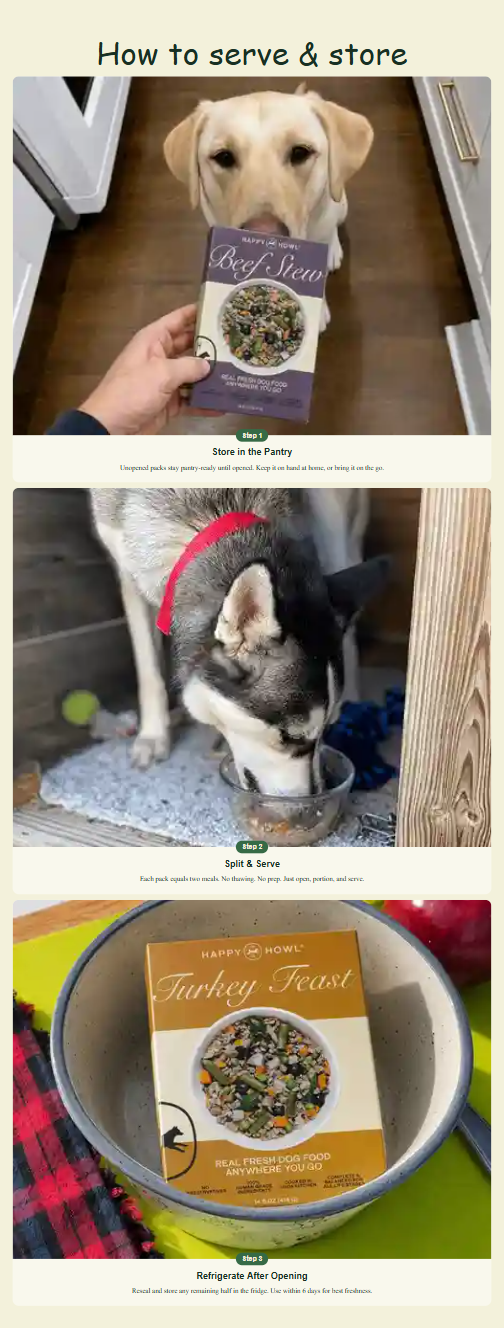 How to serve & store
HAPPY HOWL
Beef Stew
REAL FRESH DOG FOOD
ANYWHERE YOU GO
Step 1
Store in the Pantry
Unopened packs stay pantry-ready until opened. Keep it on hand at home, or bring it on the go.
Step 2
Split & Serve
Each pack equals two meals. No thawing. No prep. Just open, portion, and serve.
HAPPY HOWL
Turkey Feast
REAL FRESH DOG FOOD
ANYWHERE YOU GO
Step 3
Refrigerate After Opening
Reseal and store any remaining half in the fridge. Use within 6 days for best freshness.